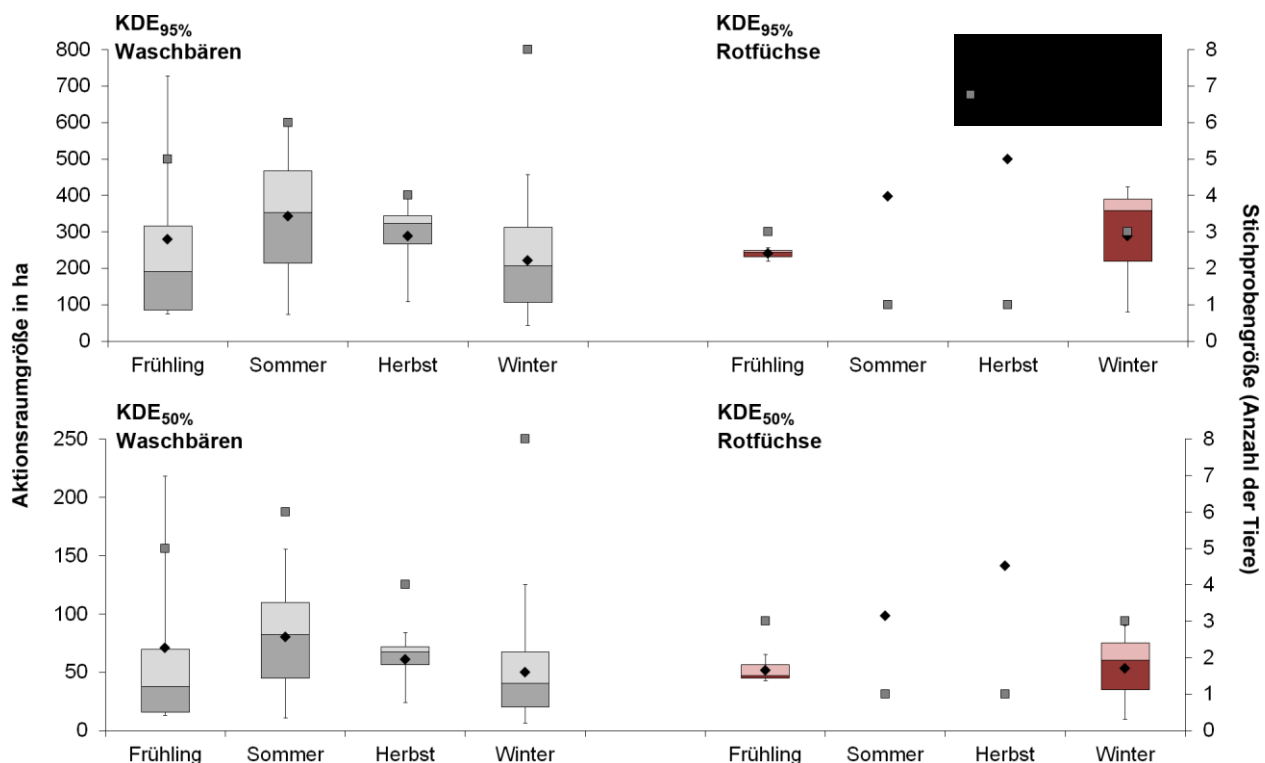 KDE95%
Waschbären
KDE95%
Rotfüchse
800
700
600
500
400
300
200
100
0
8
7
6
5
4
3
2
1
0
Frühling Sommer Herbst Winter
Frühling Sommer Herbst Winter
Aktionsraumgröße in ha
Stichprobengröße (Anzahl der Tiere)
KDE50%
Waschbären
KDE50%
Rotfüchse
250
200
150
100
50
0
8
7
6
5
4
3
2
1
0
Frühling Sommer Herbst Winter
Frühling Sommer Herbst Winter